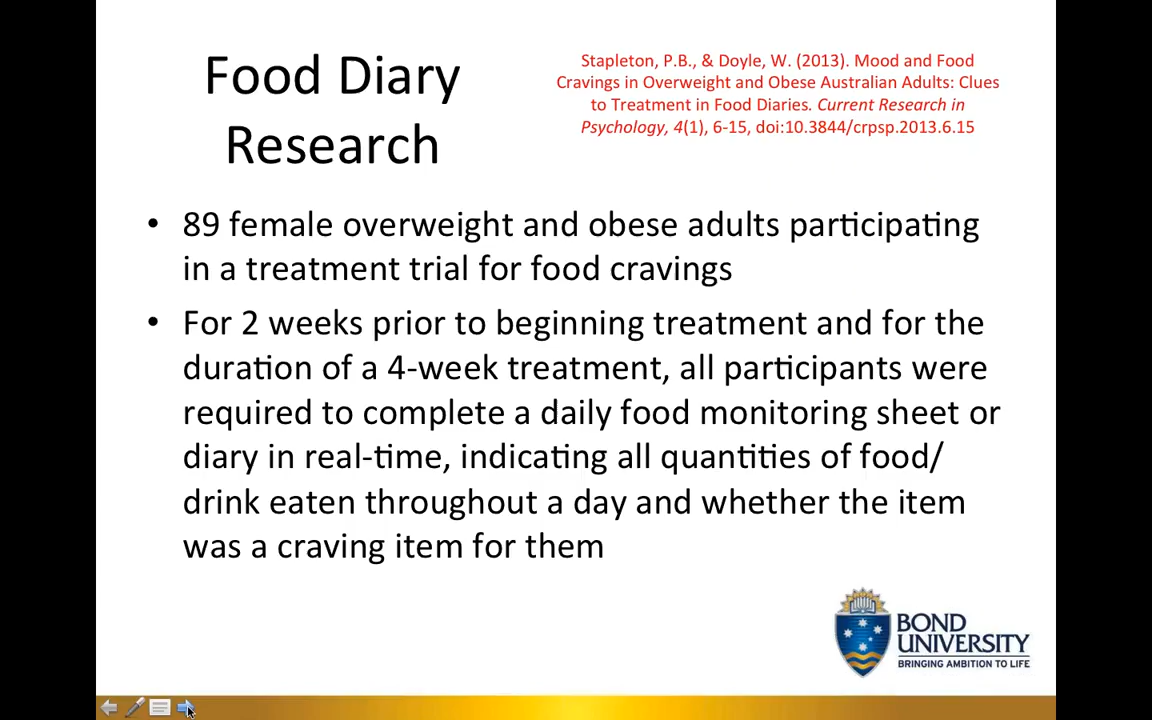 Food Diary
Research
Stapleton, P.B., & Doyle, W. (2013). Mood and Food
Cravings in Overweight and Obese Australian Adults: Clues
to Treatment in Food Diaries. Current Research in
Psychology, 4(1), 6-15, doi:10.3844/crpsp.2013.6.15
• 89 female overweight and obese adults participating
in a treatment trial for food cravings
• For 2 weeks prior to beginning treatment and for the
duration of a 4-week treatment, all participants were
required to complete a daily food monitoring sheet or
diary in real-time, indicating all quantities of food/
drink eaten throughout a day and whether the item
was a craving item for them
BOND
UNIVERSITY
BRINGING AMBITION TO LIFE